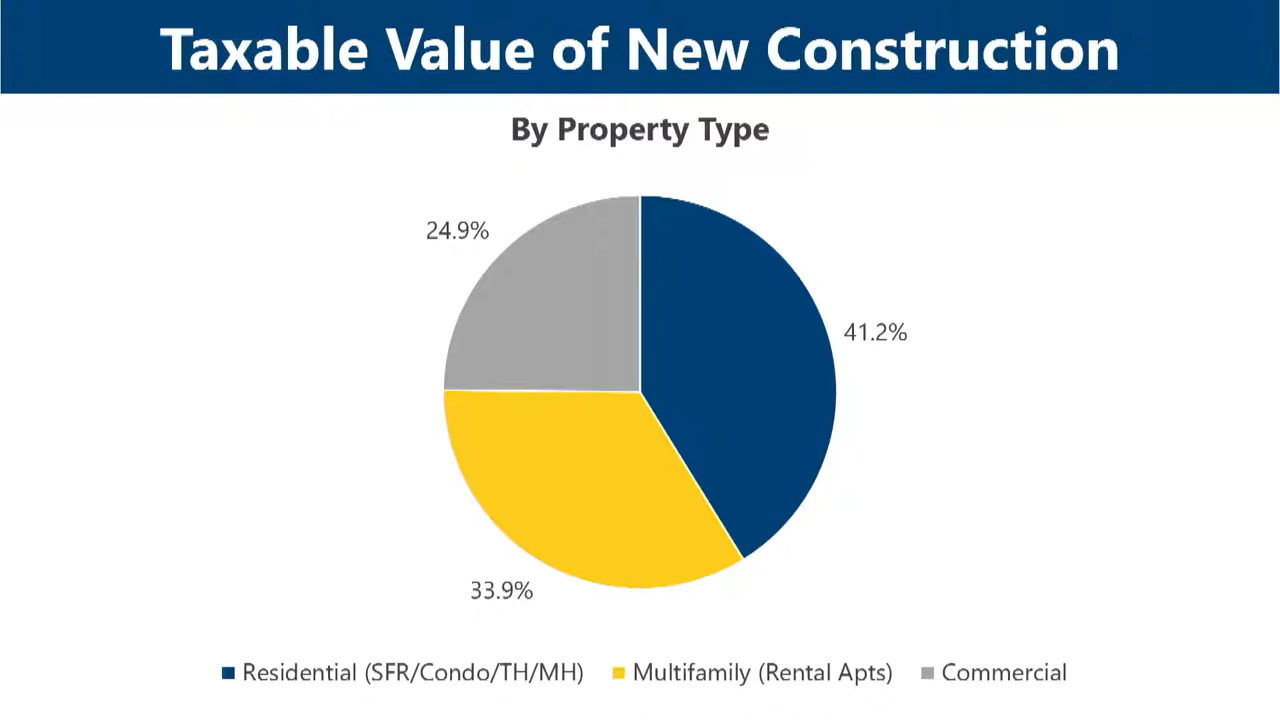 Taxable Value of New Construction
By Property Type
24.9%
41.2%
33.9%
Residential (SFR/Condo/TH/MH)
Multifamily (Rental Apts)
Commercial